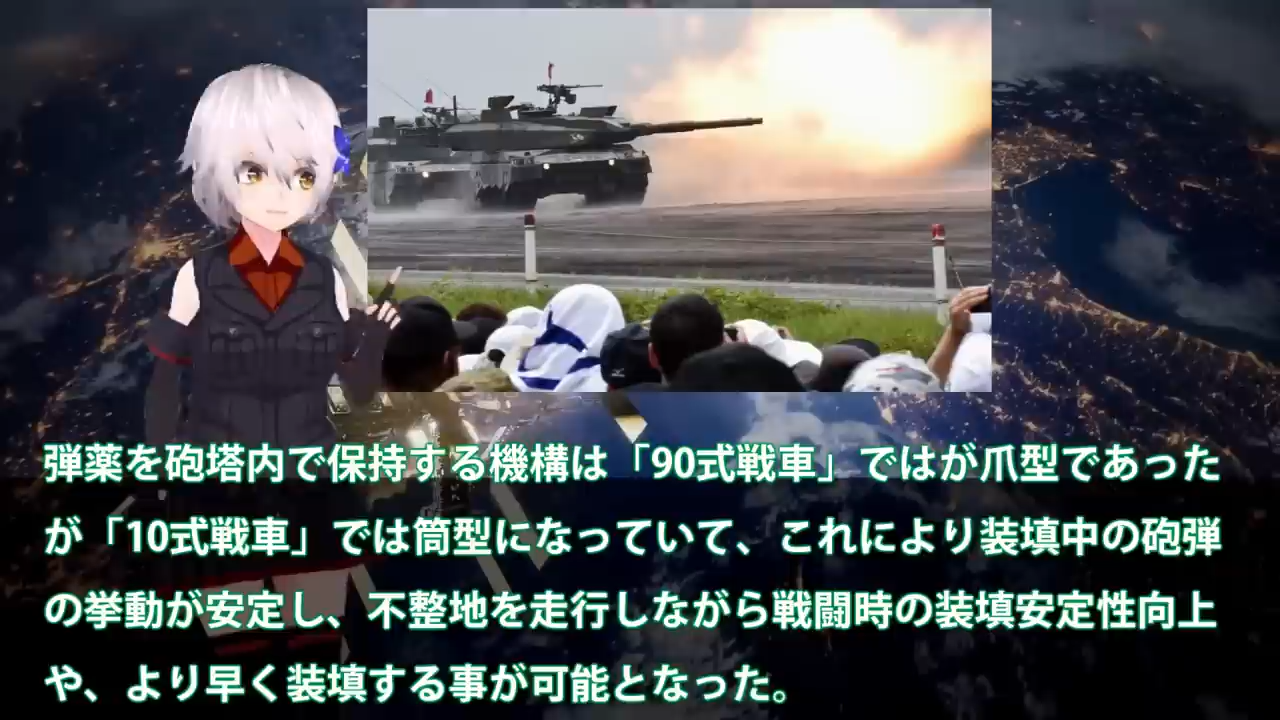 弾薬を砲塔内で保持する機構は「90式戦車」ではが爪型であった
が「10式戦車」では筒型になっていて、これにより装填中の砲弾
の挙動が安定し、不整地を走行しながら戦闘時の装填安定性向上
や、より早く装填する事が可能となった。